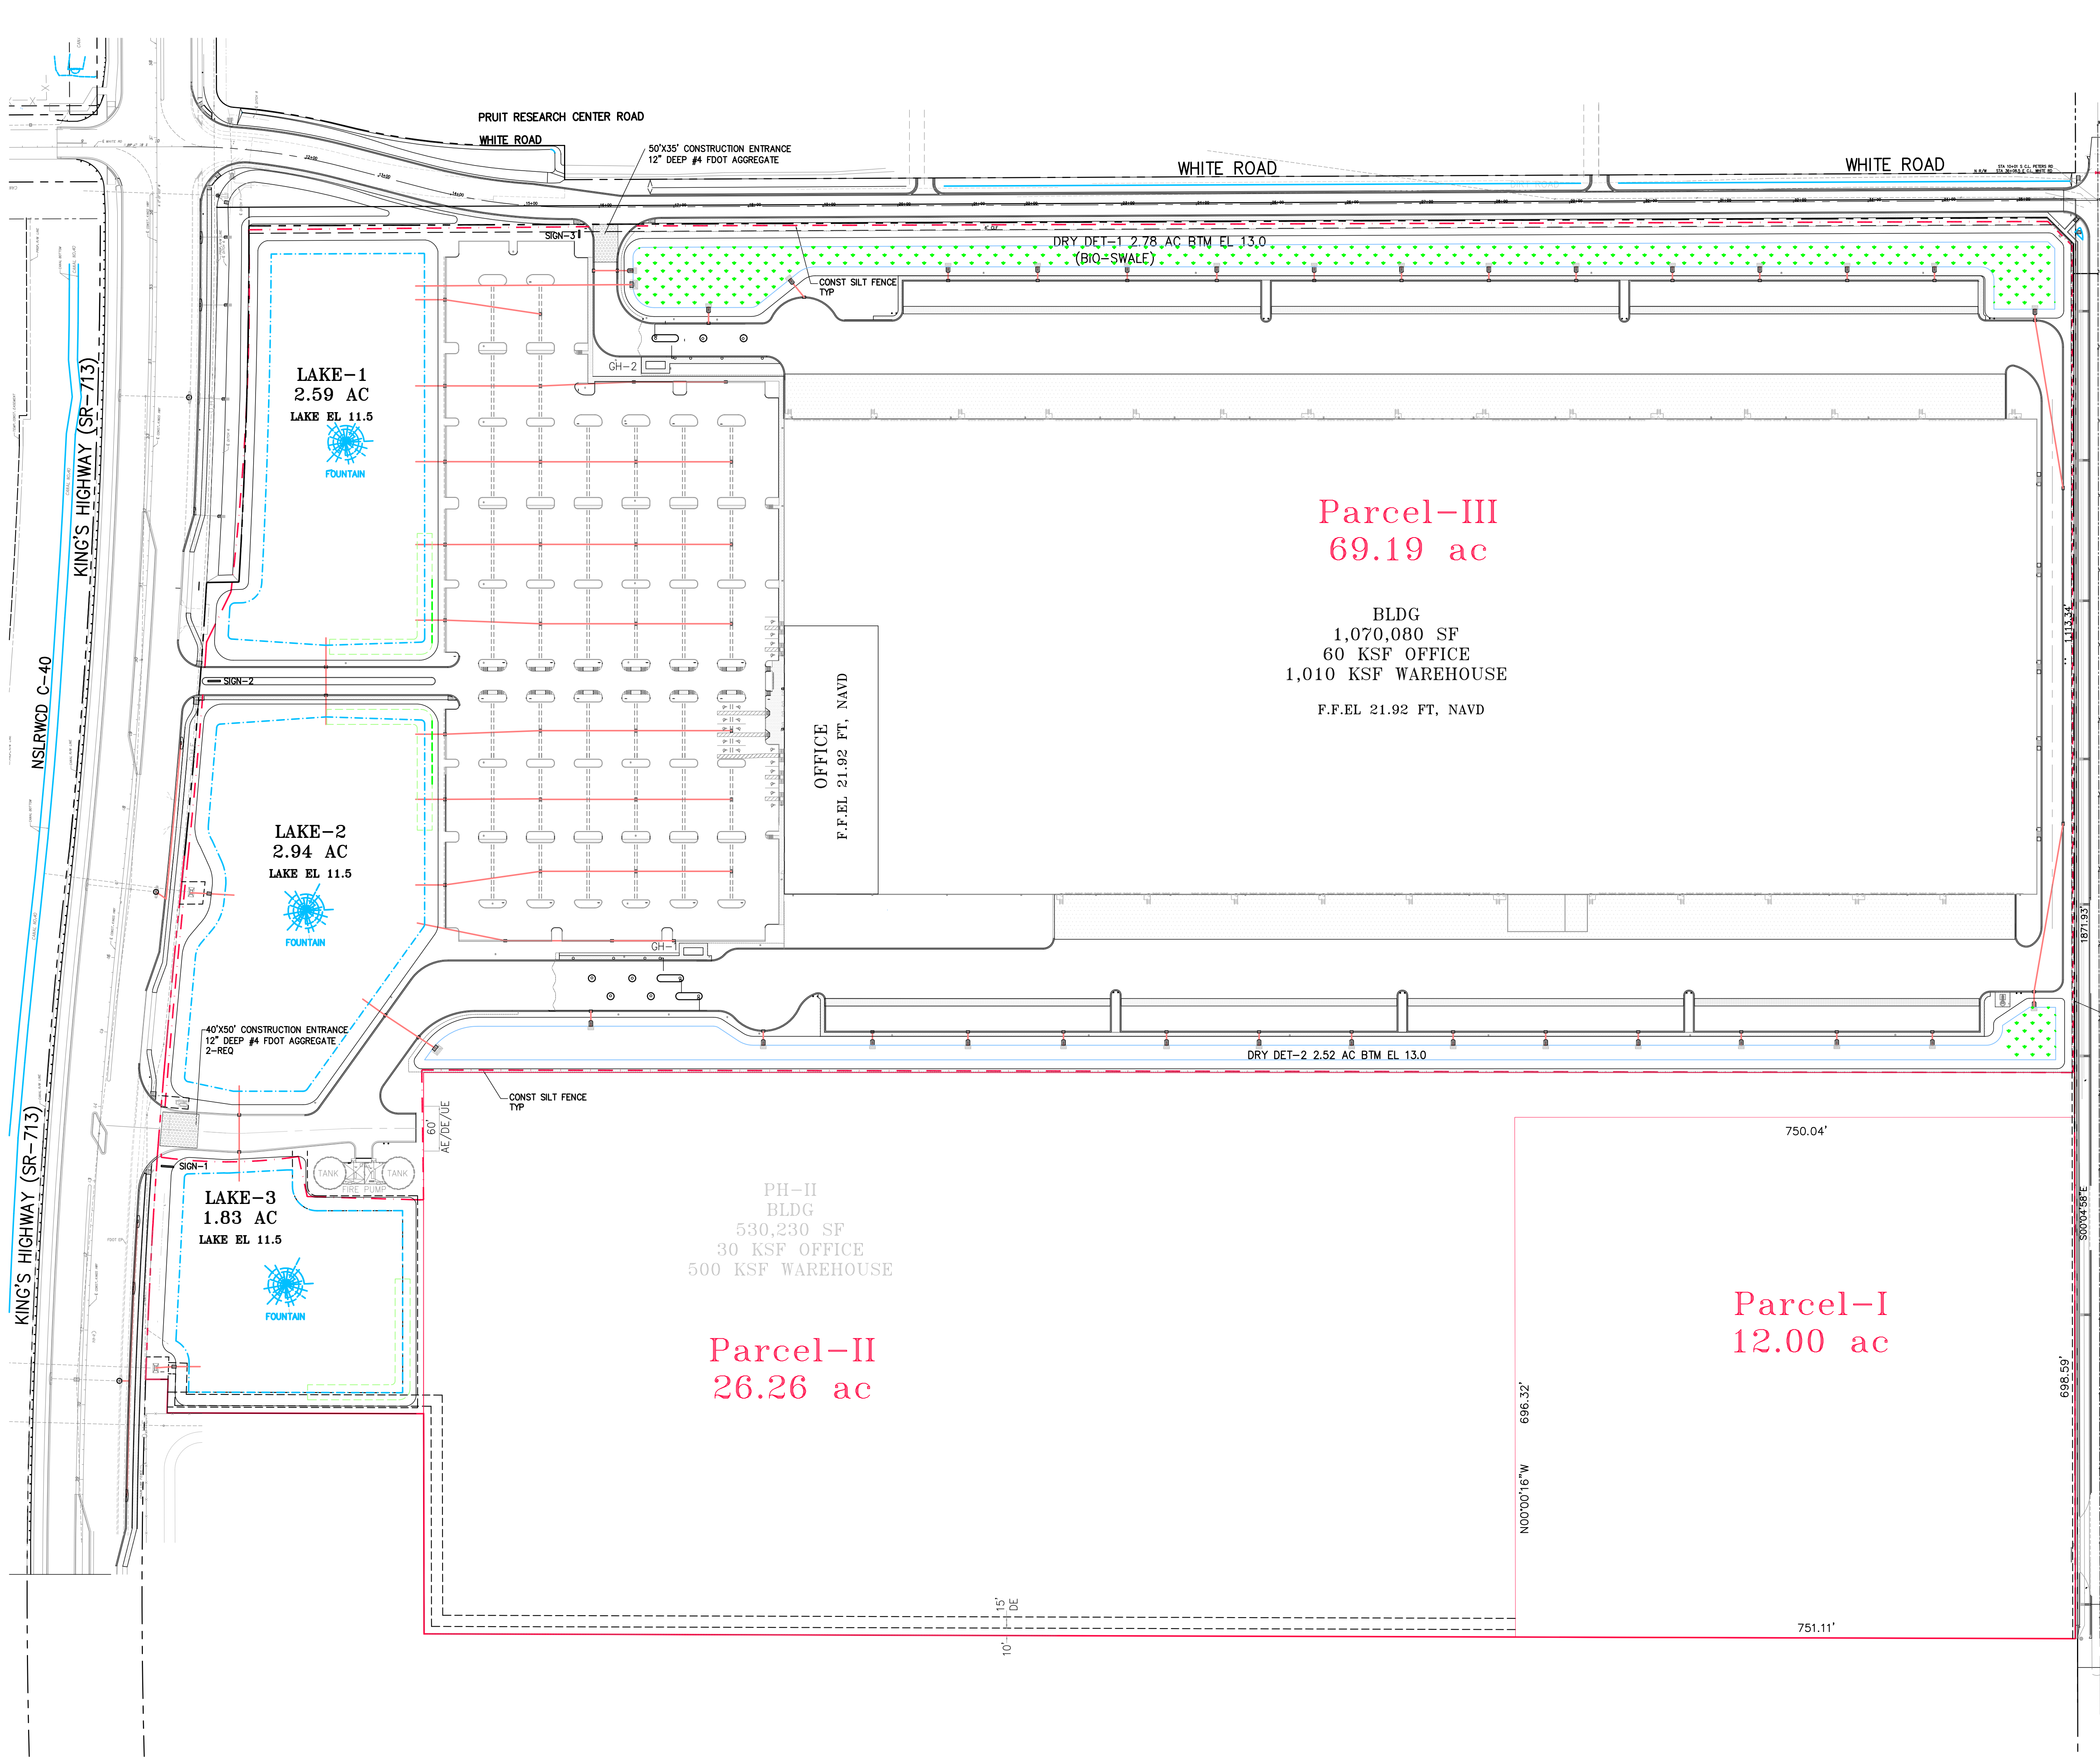 PRUIT RESEARCH CENTER ROAD
WHITE ROAD
50'X35' CONSTRUCTION ENTRANCE
12" DEEP #4 FDOT AGGREGATE
WHITE ROAD
WHITE ROAD
SIGN-3
DRY DET-1 2.78 AC BTM EL 13.0
(BIO-SWALE)
CONST SILT FENCE
TYP
GH-2
LAKE-1
2.59 AC
LAKE EL 11.5
FOUNTAIN
KING'S HIGHWAY (SR-713)
Parcel-III
69.19 ac
BLDG
1,070,080 SF
60 KSF OFFICE
1,010 KSF WAREHOUSE
F.F.EL 21.92 FT, NAVD
1,113.34'
NSLRWCD C-40
SIGN-2
OFFICE
F.F.EL 21.92 FT, NAVD
LAKE-2
2.94 AC
LAKE EL 11.5
FOUNTAIN
1871.93'
GH-1
40'X50' CONSTRUCTION ENTRANCE
12" DEEP #4 FDOT AGGREGATE
2-REQ
DRY DET-2 2.52 AC BTM EL 13.0
CONST SILT FENCE
TYP
60'
AE/DE/UE
750.04'
KING'S HIGHWAY (SR-713)
SIGN-1
TANK
TANK
FIRE PUMP
LAKE-3
1.83 AC
LAKE EL 11.5
FOUNTAIN
PH-II
BLDG
530,230 SF
30 KSF OFFICE
500 KSF WAREHOUSE
S00°04'58"E
Parcel-I
12.00 ac
Parcel-II
26.26 ac
698.59'
N00°00'16"W 696.32'
15'
DE
10'
751.11'